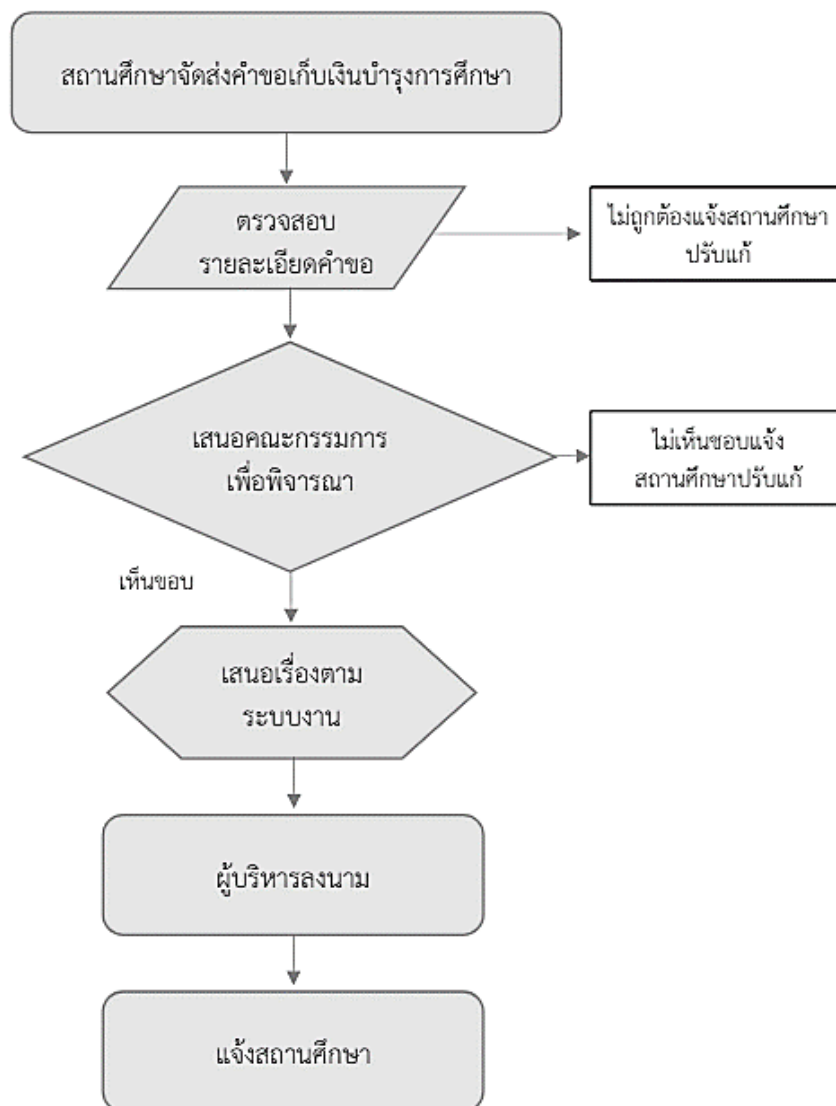 สถานศึกษาจัดส่งคำขอเก็บเงินบำรุงการศึกษา
ตรวจสอบ
รายละเอียดคำขอ
ไม่ถูกต้องแจ้งสถานศึกษา
ปรับแก้
เสนอคณะกรรมการ
เพื่อพิจารณา
ไม่เห็นชอบแจ้ง
สถานศึกษาปรับแก้
เห็นขอบ
เสนอเรื่องตาม
ระบบงาน
ผู้บริหารลงนาม
แจ้งสถานศึกษา